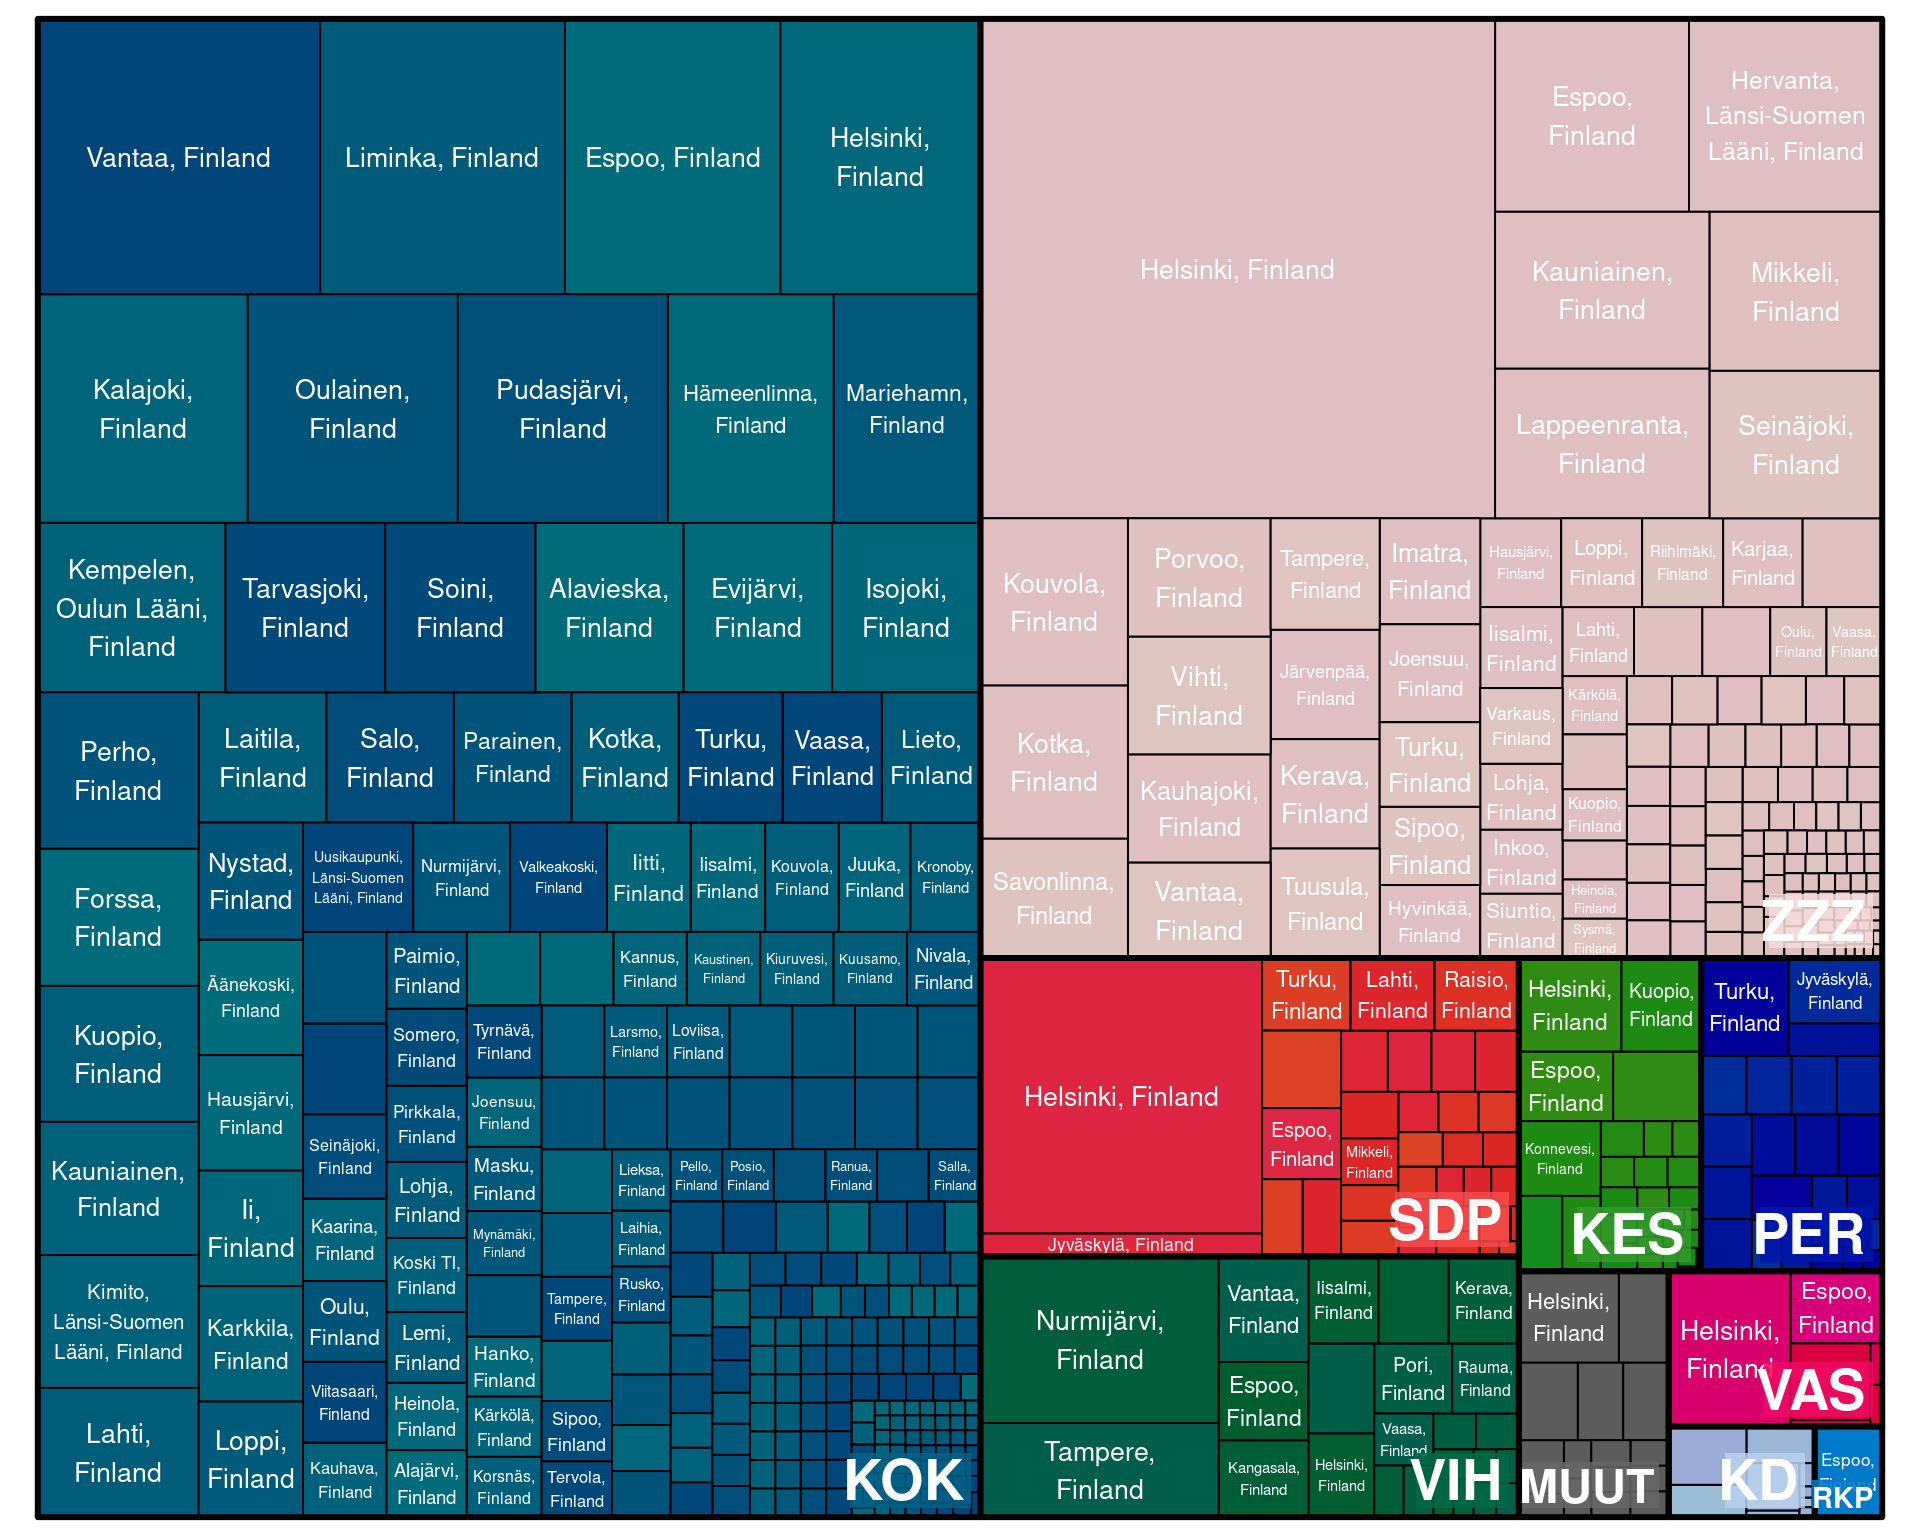 Vantaa, Finland
Liminka, Finland
Espoo, Finland
Helsinki,
Finland
Kalajoki,
Finland
Oulainen,
Finland
Pudasjärvi,
Finland
Hämeenlinna,
Finland
Mariehamn,
Finland
Kempelen,
Oulun Lääni,
Finland
Tarvasjoki,
Finland
Soini,
Finland
Alavieska,
Finland
Evijärvi,
Finland
Isojoki,
Finland
Perho,
Finland
Laitila,
Finland
Salo,
Finland
Parainen,
Finland
Kotka,
Finland
Turku,
Finland
Vaasa,
Finland
Lieto,
Finland
Forssa,
Finland
Nystad,
Finland
Uusikaupunki,
Länsi-Suomen
Lääni, Finland
Nurmijärvi,
Finland
Valkeakoski,
Finland
Iitti,
Finland
Iisalmi,
Finland
Kouvola,
Finland
Juuka,
Finland
Kronoby,
Finland
Kuopio,
Finland
Äänekoski,
Finland
Paimio,
Finland
Kannus,
Finland
Kaustinen,
Finland
Kiuruvesi,
Finland
Kuusamo,
Finland
Nivala,
Finland
Somero,
Finland
Tyrnävä,
Finland
Larsmo,
Finland
Loviisa,
Finland
Hausjärvi,
Finland
Seinäjoki,
Finland
Pirkkala,
Finland
Joensuu,
Finland
Kauniainen,
Finland
Ii,
Finland
Kaarina,
Finland
Lohja,
Finland
Masku,
Finland
Lieksa,
Finland
Pello,
Finland
Posio,
Finland
Ranua,
Finland
Salla,
Finland
Mynämäki,
Finland
Laihia,
Finland
Kimito,
Länsi-Suomen
Lääni, Finland
Karkkila,
Finland
Oulu,
Finland
Koski Tl,
Finland
Tampere,
Finland
Rusko,
Finland
Lemi,
Finland
Hanko,
Finland
Lahti,
Finland
Loppi,
Finland
Viitasaari,
Finland
Heinola,
Finland
Kärkölä,
Finland
Sipoo,
Finland
Kauhava,
Finland
Alajärvi,
Finland
Korsnäs,
Finland
Tervola,
Finland
KOK
Helsinki, Finland
Espoo,
Finland
Hervanta,
Länsi-Suomen
Lääni, Finland
Kauniainen,
Finland
Mikkeli,
Finland
Lappeenranta,
Finland
Seinäjoki,
Finland
Kouvola,
Finland
Porvoo,
Finland
Tampere,
Finland
Imatra,
Finland
Hausjärvi,
Finland
Loppi,
Finland
Riihimäki,
Finland
Karjaa,
Finland
Kotka,
Finland
Vihti,
Finland
Järvenpää,
Finland
Joensuu,
Finland
Iisalmi,
Finland
Lahti,
Finland
Oulu,
Finland
Vaasa,
Finland
Kauhajoki,
Finland
Kerava,
Finland
Turku,
Finland
Varkaus,
Finland
Kärkölä,
Finland
Savonlinna,
Finland
Vantaa,
Finland
Tuusula,
Finland
Sipoo,
Finland
Hyvinkää,
Finland
Lohja,
Finland
Kuopio,
Finland
Inkoo,
Finland
Siuntio,
Finland
Heinola,
Finland
Sysmä,
Finland
ZZZ
Helsinki, Finland
Jyväskylä, Finland
Turku,
Finland
Lahti,
Finland
Raisio,
Finland
Espoo,
Finland
Mikkeli,
Finland
SDP
Helsinki,
Finland
Kuopio,
Finland
Espoo,
Finland
Konnevesi,
Finland
KES
Turku,
Finland
Jyväskylä,
Finland
PER
Nurmijärvi,
Finland
Tampere,
Finland
Vantaa,
Finland
Espoo,
Finland
Kangasala,
Finland
Iisalmi,
Finland
Kerava,
Finland
Pori,
Finland
Rauma,
Finland
Vaasa,
Finland
Helsinki,
Finland
VIH
Helsinki,
Finland
MUUT
Helsinki,
Finland
Espoo,
Finland
VAS
KD
Espoo,
Finland
RKP